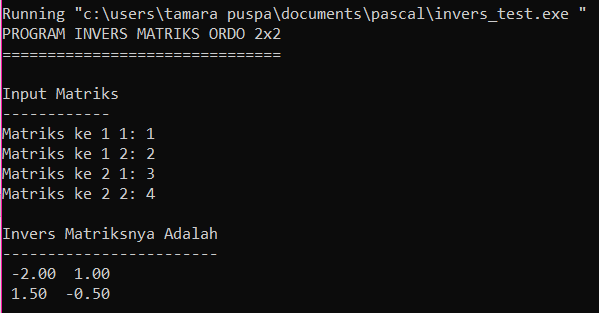 Running "c:\users\tamara puspa\documents\pascal\invers_test.exe "
PROGRAM INVERS MATRIKS ORDO 2x2
===============================
Input Matriks
------------
Matriks ke 1 1: 1
Matriks ke 1 2: 2
Matriks ke 2 1: 3
Matriks ke 2 2: 4
Invers Matriksnya Adalah
------------------------
-2.00  1.00
1.50  -0.50